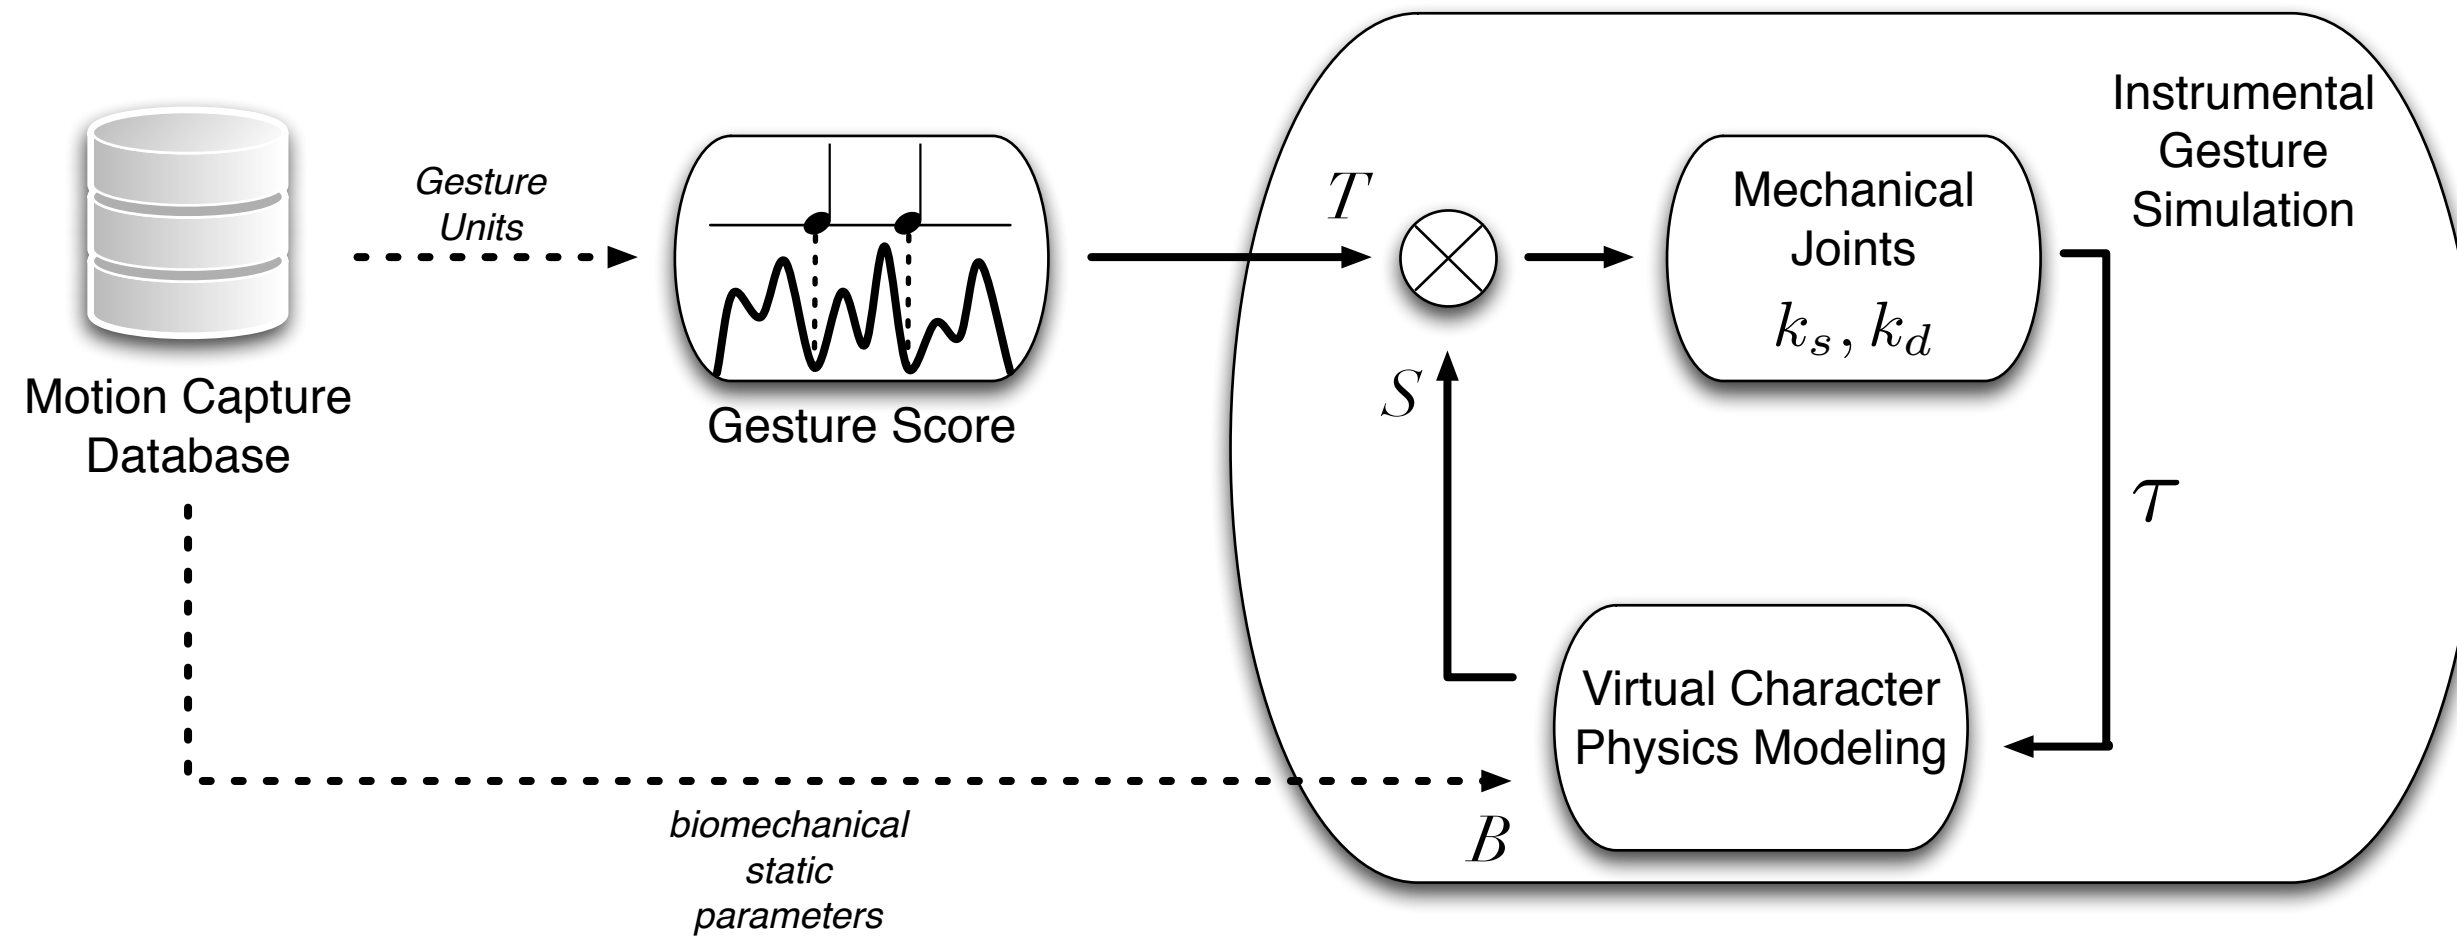 Instrumental
Gesture
Simulation
Gesture
Units
T
Mechanical
Joints
k_s, k_d
Motion Capture
Database
Gesture Score
S
τ
Virtual Character
Physics Modeling
B
biomechanical
static
parameters